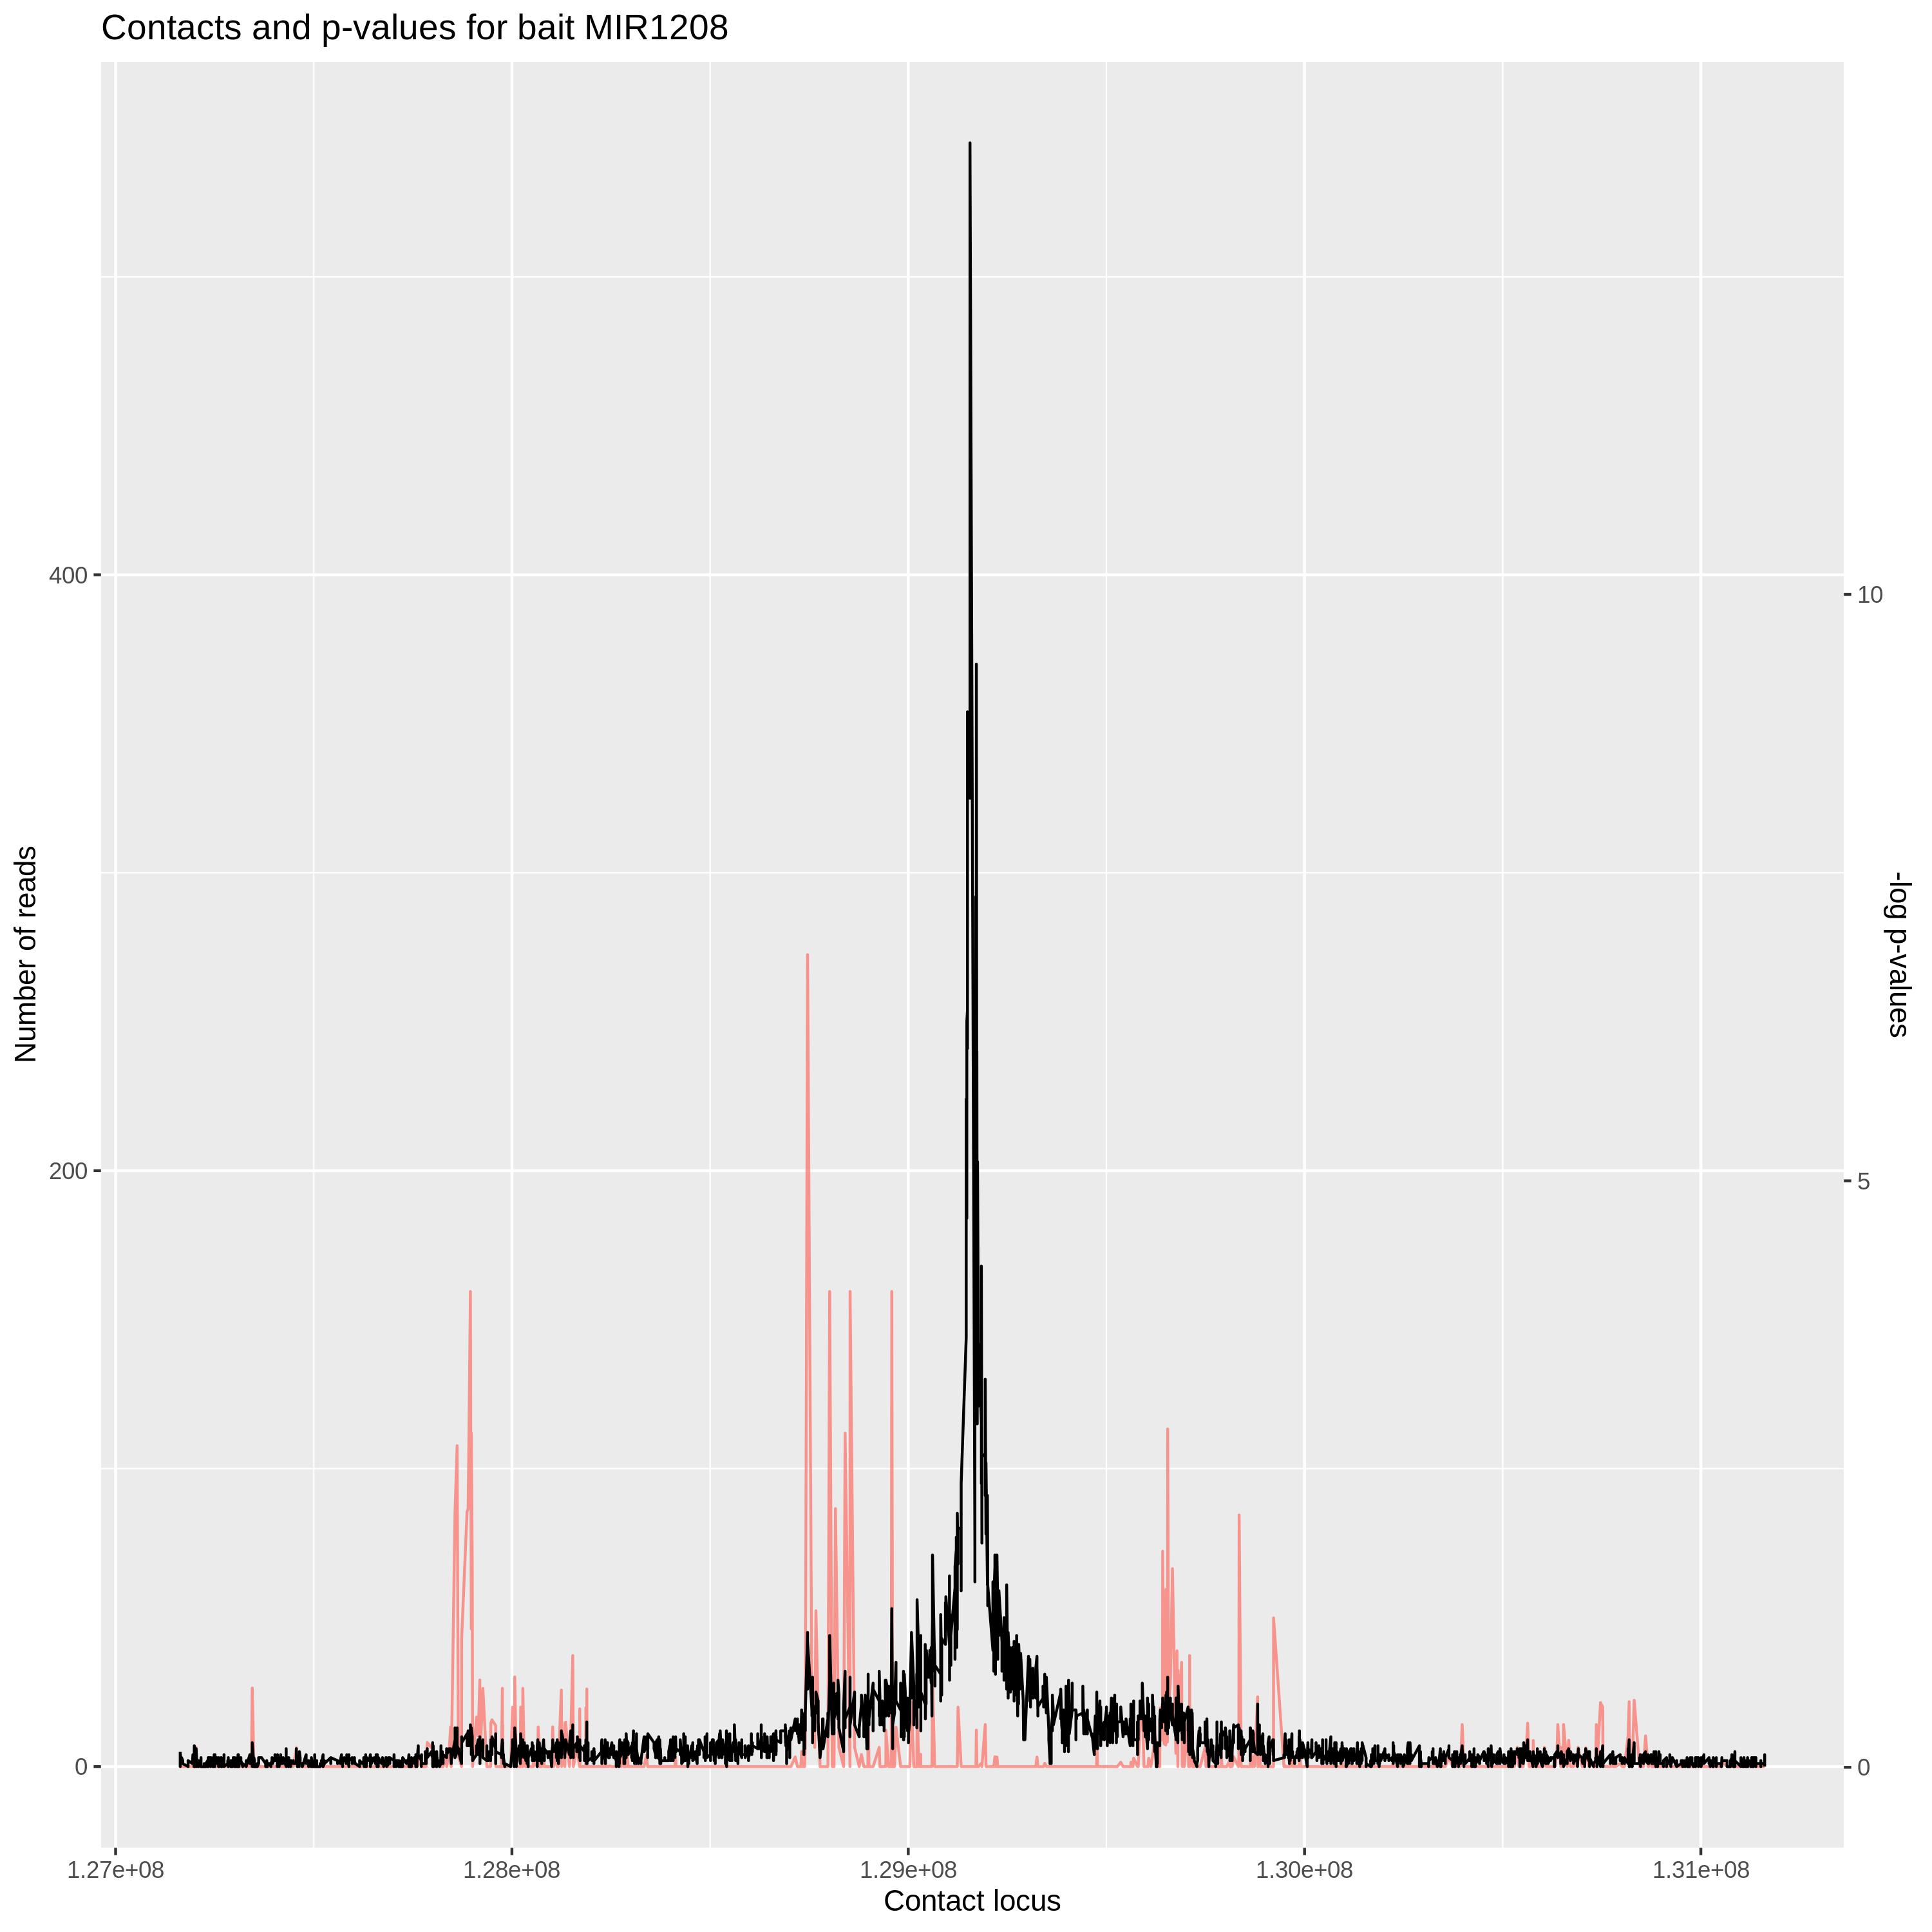 Contacts and p-values for bait MIR1208
Number of reads
400
200
0
10
5
0
-log p-values
1.27e+08 1.28e+08 1.29e+08 1.30e+08 1.31e+08
Contact locus